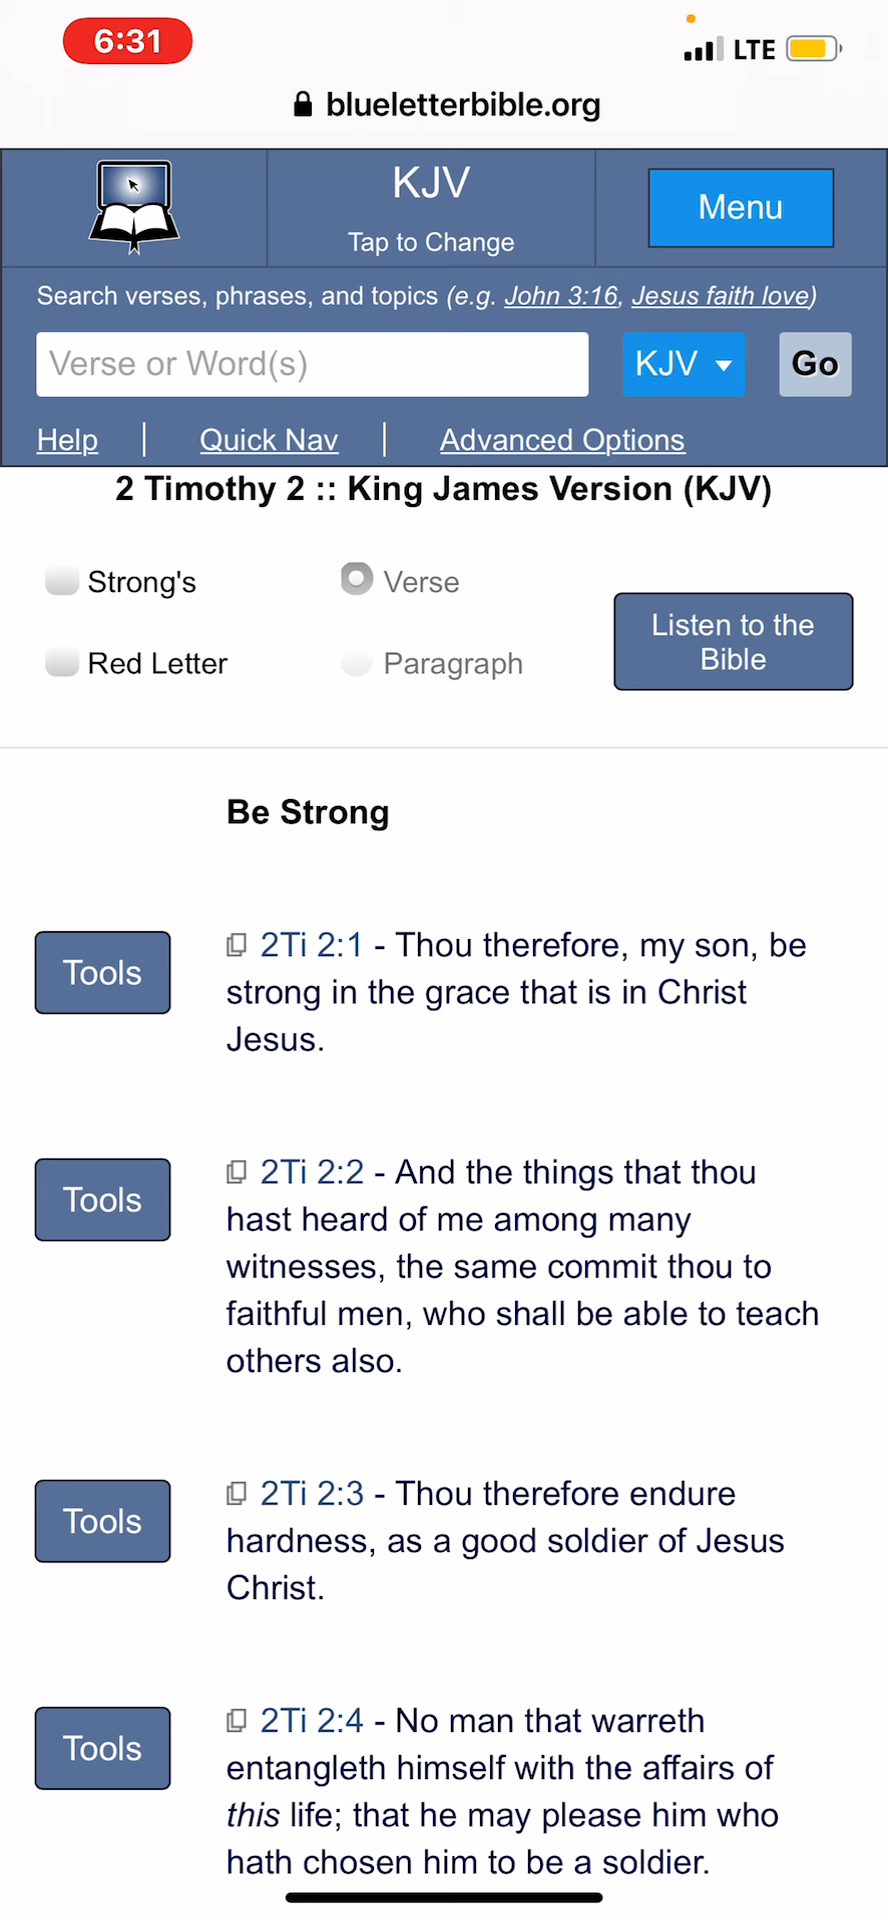 6:31
LTE
blueletterbible.org
KJV
Tap to Change
Menu
Search verses, phrases, and topics (e.g. John 3:16, Jesus faith love)
Verse or Word(s)
KJV
Go
Help | Quick Nav | Advanced Options
2 Timothy 2 :: King James Version (KJV)
Strong's
Verse
Red Letter
Paragraph
Listen to the
Bible
Be Strong
Tools
2Ti 2:1 - Thou therefore, my son, be
strong in the grace that is in Christ
Jesus.
Tools
2Ti 2:2 - And the things that thou
hast heard of me among many
witnesses, the same commit thou to
faithful men, who shall be able to teach
others also.
Tools
2Ti 2:3 - Thou therefore endure
hardness, as a good soldier of Jesus
Christ.
Tools
2Ti 2:4 - No man that warreth
entangleth himself with the affairs of
this life; that he may please him who
hath chosen him to be a soldier.